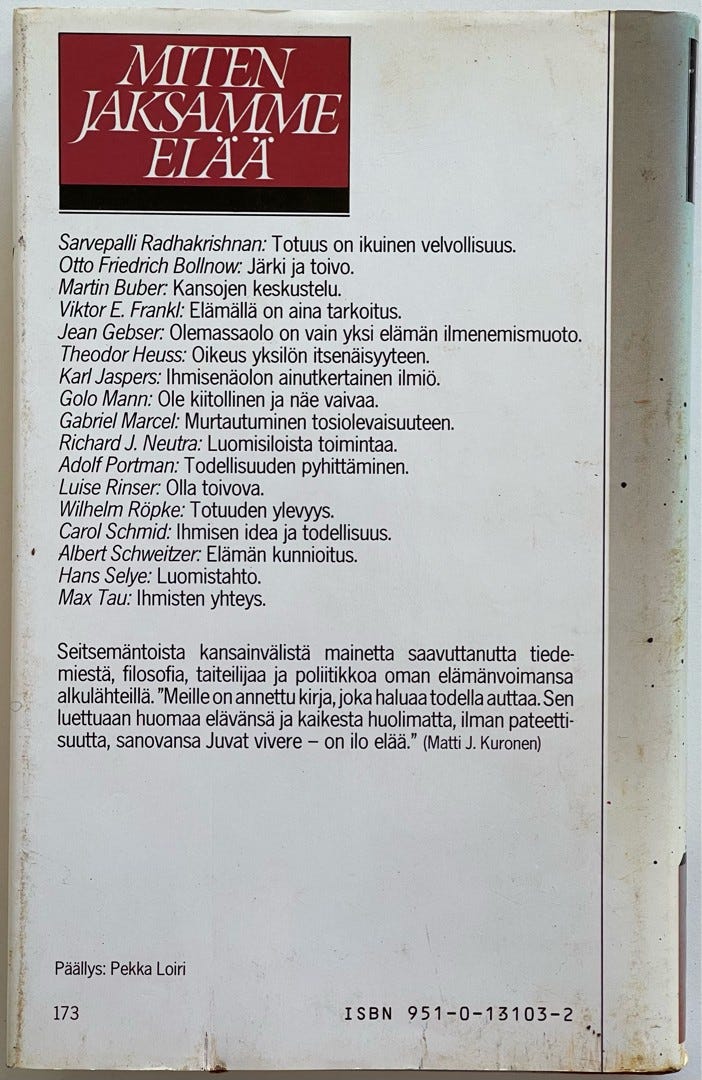 MITEN
JAKSAMME
ELÄÄ
Sarvepalli Radhakrishnan: Totuus on ikuinen velvollisuus.
Otto Friedrich Bollnow: Järki ja toivo.
Martin Buber: Kansojen keskustelu.
Viktor E. Frankl: Elämällä on aina tarkoitus.
Jean Gebser: Olemassaolo on vain yksi elämän ilmenemismuoto.
Theodor Heuss: Oikeus yksilön itsenäisyyteen.
Karl Jaspers: Ihmisenäolon ainutkertainen ilmiö.
Golo Mann: Ole kiitollinen ja näe vaivaa.
Gabriel Marcel: Murtautuminen tosiolevaisuuteen.
Richard J. Neutra: Luomisiloista toimintaa.
Adolf Portman: Todellisuuden pyhittäminen.
Luise Rinser: Olla toivova.
Wilhelm Röpke: Totuuden ylevyys.
Carol Schmid: Ihmisen idea ja todellisuus.
Albert Schweitzer: Elämän kunnioitus.
Hans Selye: Luomistahto.
Max Tau: Ihmisten yhteys.
Seitsemäntoista kansainvälistä mainetta saavuttanutta tiede-
miestä, filosofia, taiteilijaa ja poliitikkoa oman elämänvoimansa
alkulähteillä. ”Meille on annettu kirja, joka haluaa todella auttaa. Sen
luettuaan huomaa elävänsä ja kaikesta huolimatta, ilman pateetti-
suutta, sanovansa Juvat vivere – on ilo elää.” (Matti J. Kuronen)
Päällys: Pekka Loiri
173 ISBN 951-0-13103-2